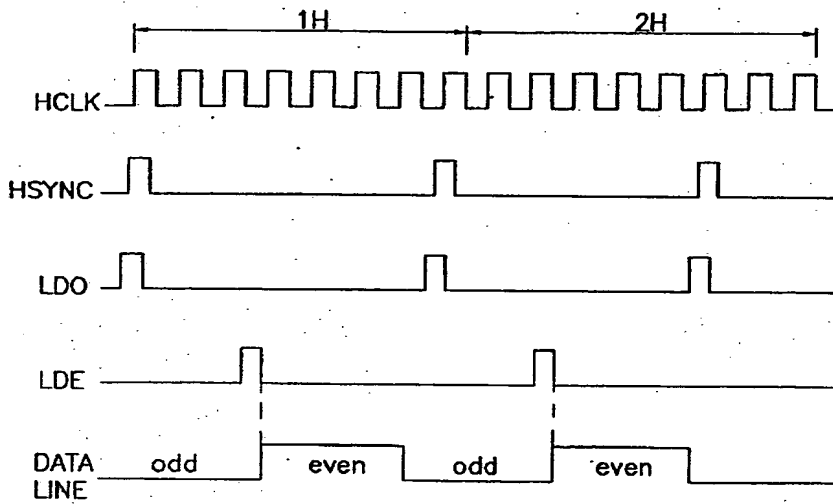 1H 2H
HCLK
HSYNC
LDO
LDE
DATA LINE odd even odd even